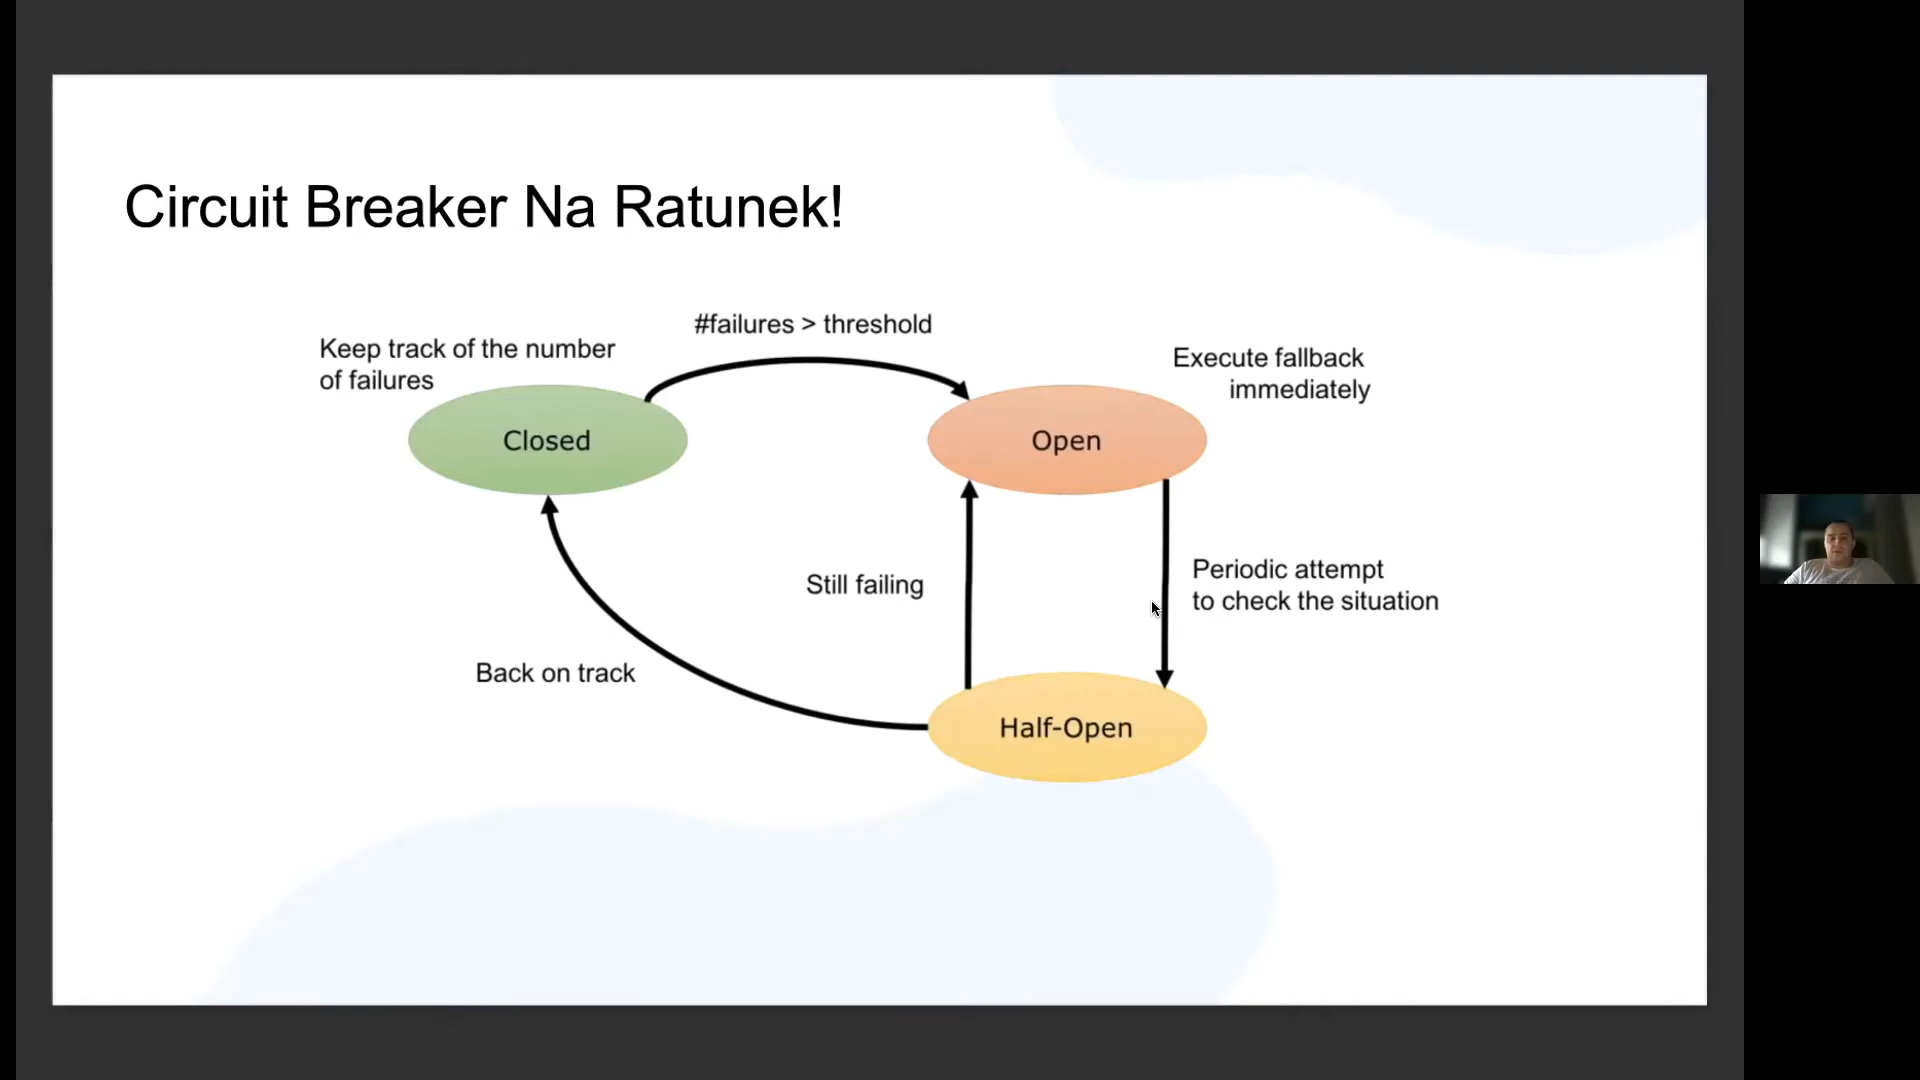 Circuit Breaker Na Ratunek!
#failures > threshold
Keep track of the number
of failures
Execute fallback
immediately
Closed
Open
Still failing
Periodic attempt
to check the situation
Back on track
Half-Open